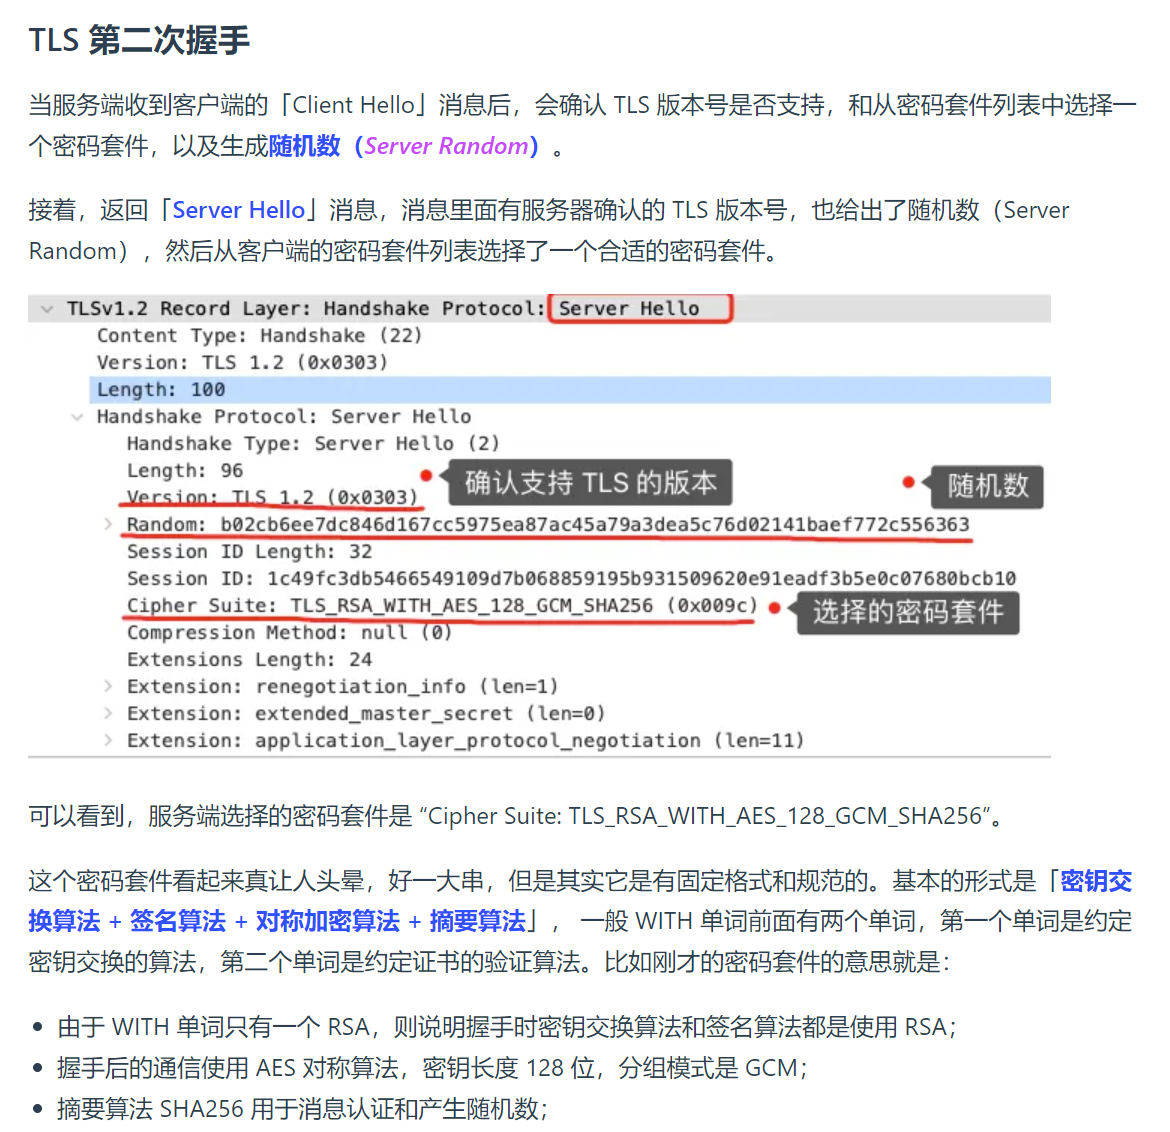 TLS 第二次握手
当服务端收到客户端的「Client Hello」消息后，会确认 TLS 版本号是否支持，和从密码套件列表中选择一
个密码套件，以及生成随机数（Server Random）。
接着，返回「Server Hello」消息，消息里面有服务器确认的 TLS 版本号，也给出了随机数（Server
Random），然后从客户端的密码套件列表选择了一个合适的密码套件。
TLSv1.2 Record Layer: Handshake Protocol: Server Hello
Content Type: Handshake (22)
Version: TLS 1.2 (0x0303)
Length: 100
Handshake Protocol: Server Hello
Handshake Type: Server Hello (2)
Length: 96
确认支持 TLS 的版本
随机数
Version: TLS 1.2 (0x0303)
Random: b02cb6ee7dc846d167cc5975ea87ac45a79a3dea5c76d02141baef772c556363
Session ID Length: 32
Session ID: 1c49fc3db5466549109d7b068859195b931509620e91eadf3b5e0c07680bcb10
Cipher Suite: TLS_RSA_WITH_AES_128_GCM_SHA256 (0x009c)
选择的密码套件
Compression Method: null (0)
Extensions Length: 24
Extension: renegotiation_info (len=1)
Extension: extended_master_secret (len=0)
Extension: application_layer_protocol_negotiation (len=11)
可以看到，服务端选择的密码套件是 “Cipher Suite: TLS_RSA_WITH_AES_128_GCM_SHA256”。
这个密码套件看起来真让人头晕，好一大串，但是其实它是有固定格式和规范的。基本的形式是「密钥交
换算法 + 签名算法 + 对称加密算法 + 摘要算法」， 一般 WITH 单词前面有两个单词，第一个单词是约定
密钥交换的算法，第二个单词是约定证书的验证算法。比如刚才的密码套件的意思就是：
• 由于 WITH 单词只有一个 RSA，则说明握手时密钥交换算法和签名算法都是使用 RSA；
• 握手后的通信使用 AES 对称算法，密钥长度 128 位，分组模式是 GCM；
• 摘要算法 SHA256 用于消息认证和产生随机数；